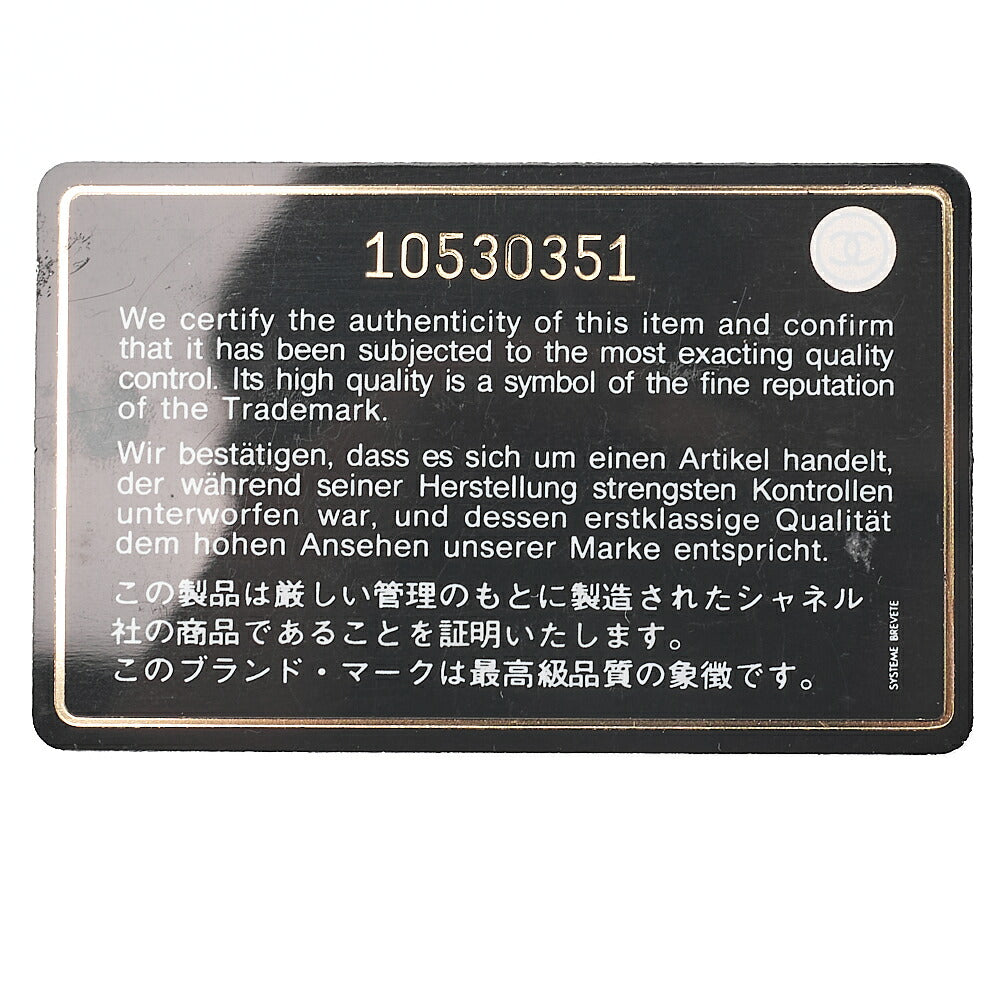 10530351
We certify the authenticity of this item and confirm
that it has been subjected to the most exacting quality
control. Its high quality is a symbol of the fine reputation
of the Trademark.
Wir bestätigen, dass es sich um einen Artikel handelt,
der während seiner Herstellung strengsten Kontrollen
unterworfen war, und dessen erstklassige Qualität
dem hohen Ansehen unserer Marke entspricht.
この製品は厳しい管理のもとに製造されたシャネル
社の商品であることを証明いたします。
このブランド・マークは最高級品質の象徴です。
SYSTEME BREVETE